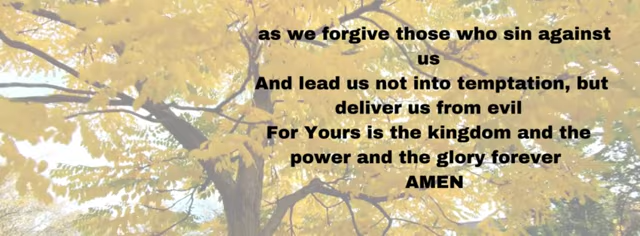 as we forgive those who sin against
us
And lead us not into temptation, but
deliver us from evil
For Yours is the kingdom and the
power and the glory forever
AMEN